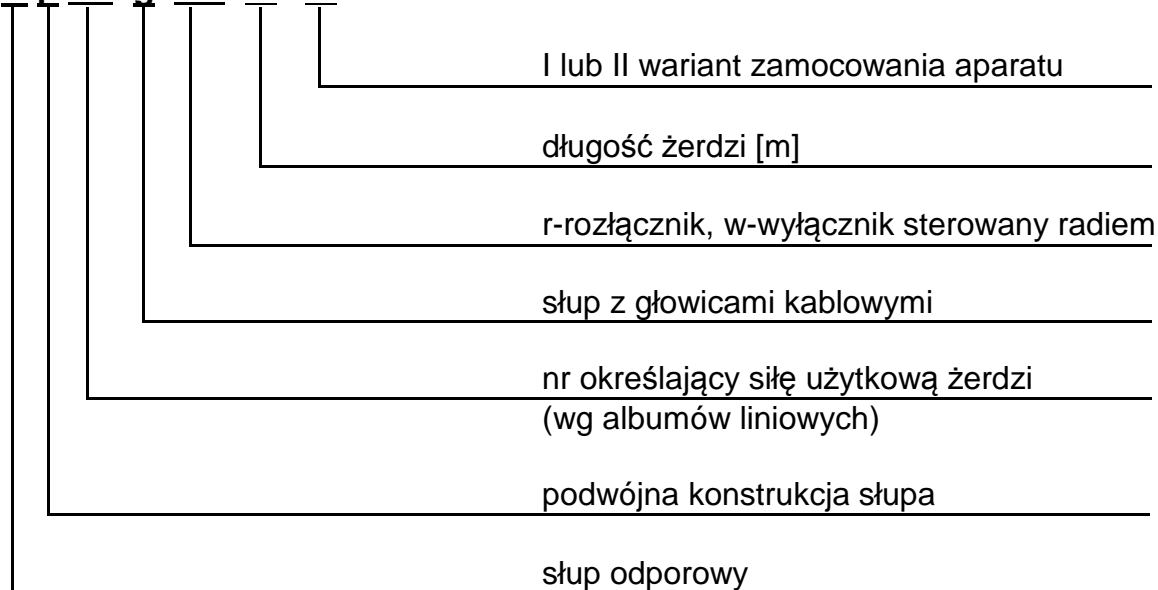 I lub II wariant zamocowania aparatu
długość żerdzi [m]
r-rozłącznik, w-wyłącznik sterowany radiem
słup z głowicami kablowymi
nr określający siłę użytkową żerdzi
(wg albumów liniowych)
podwójna konstrukcja słupa
słup odporowy